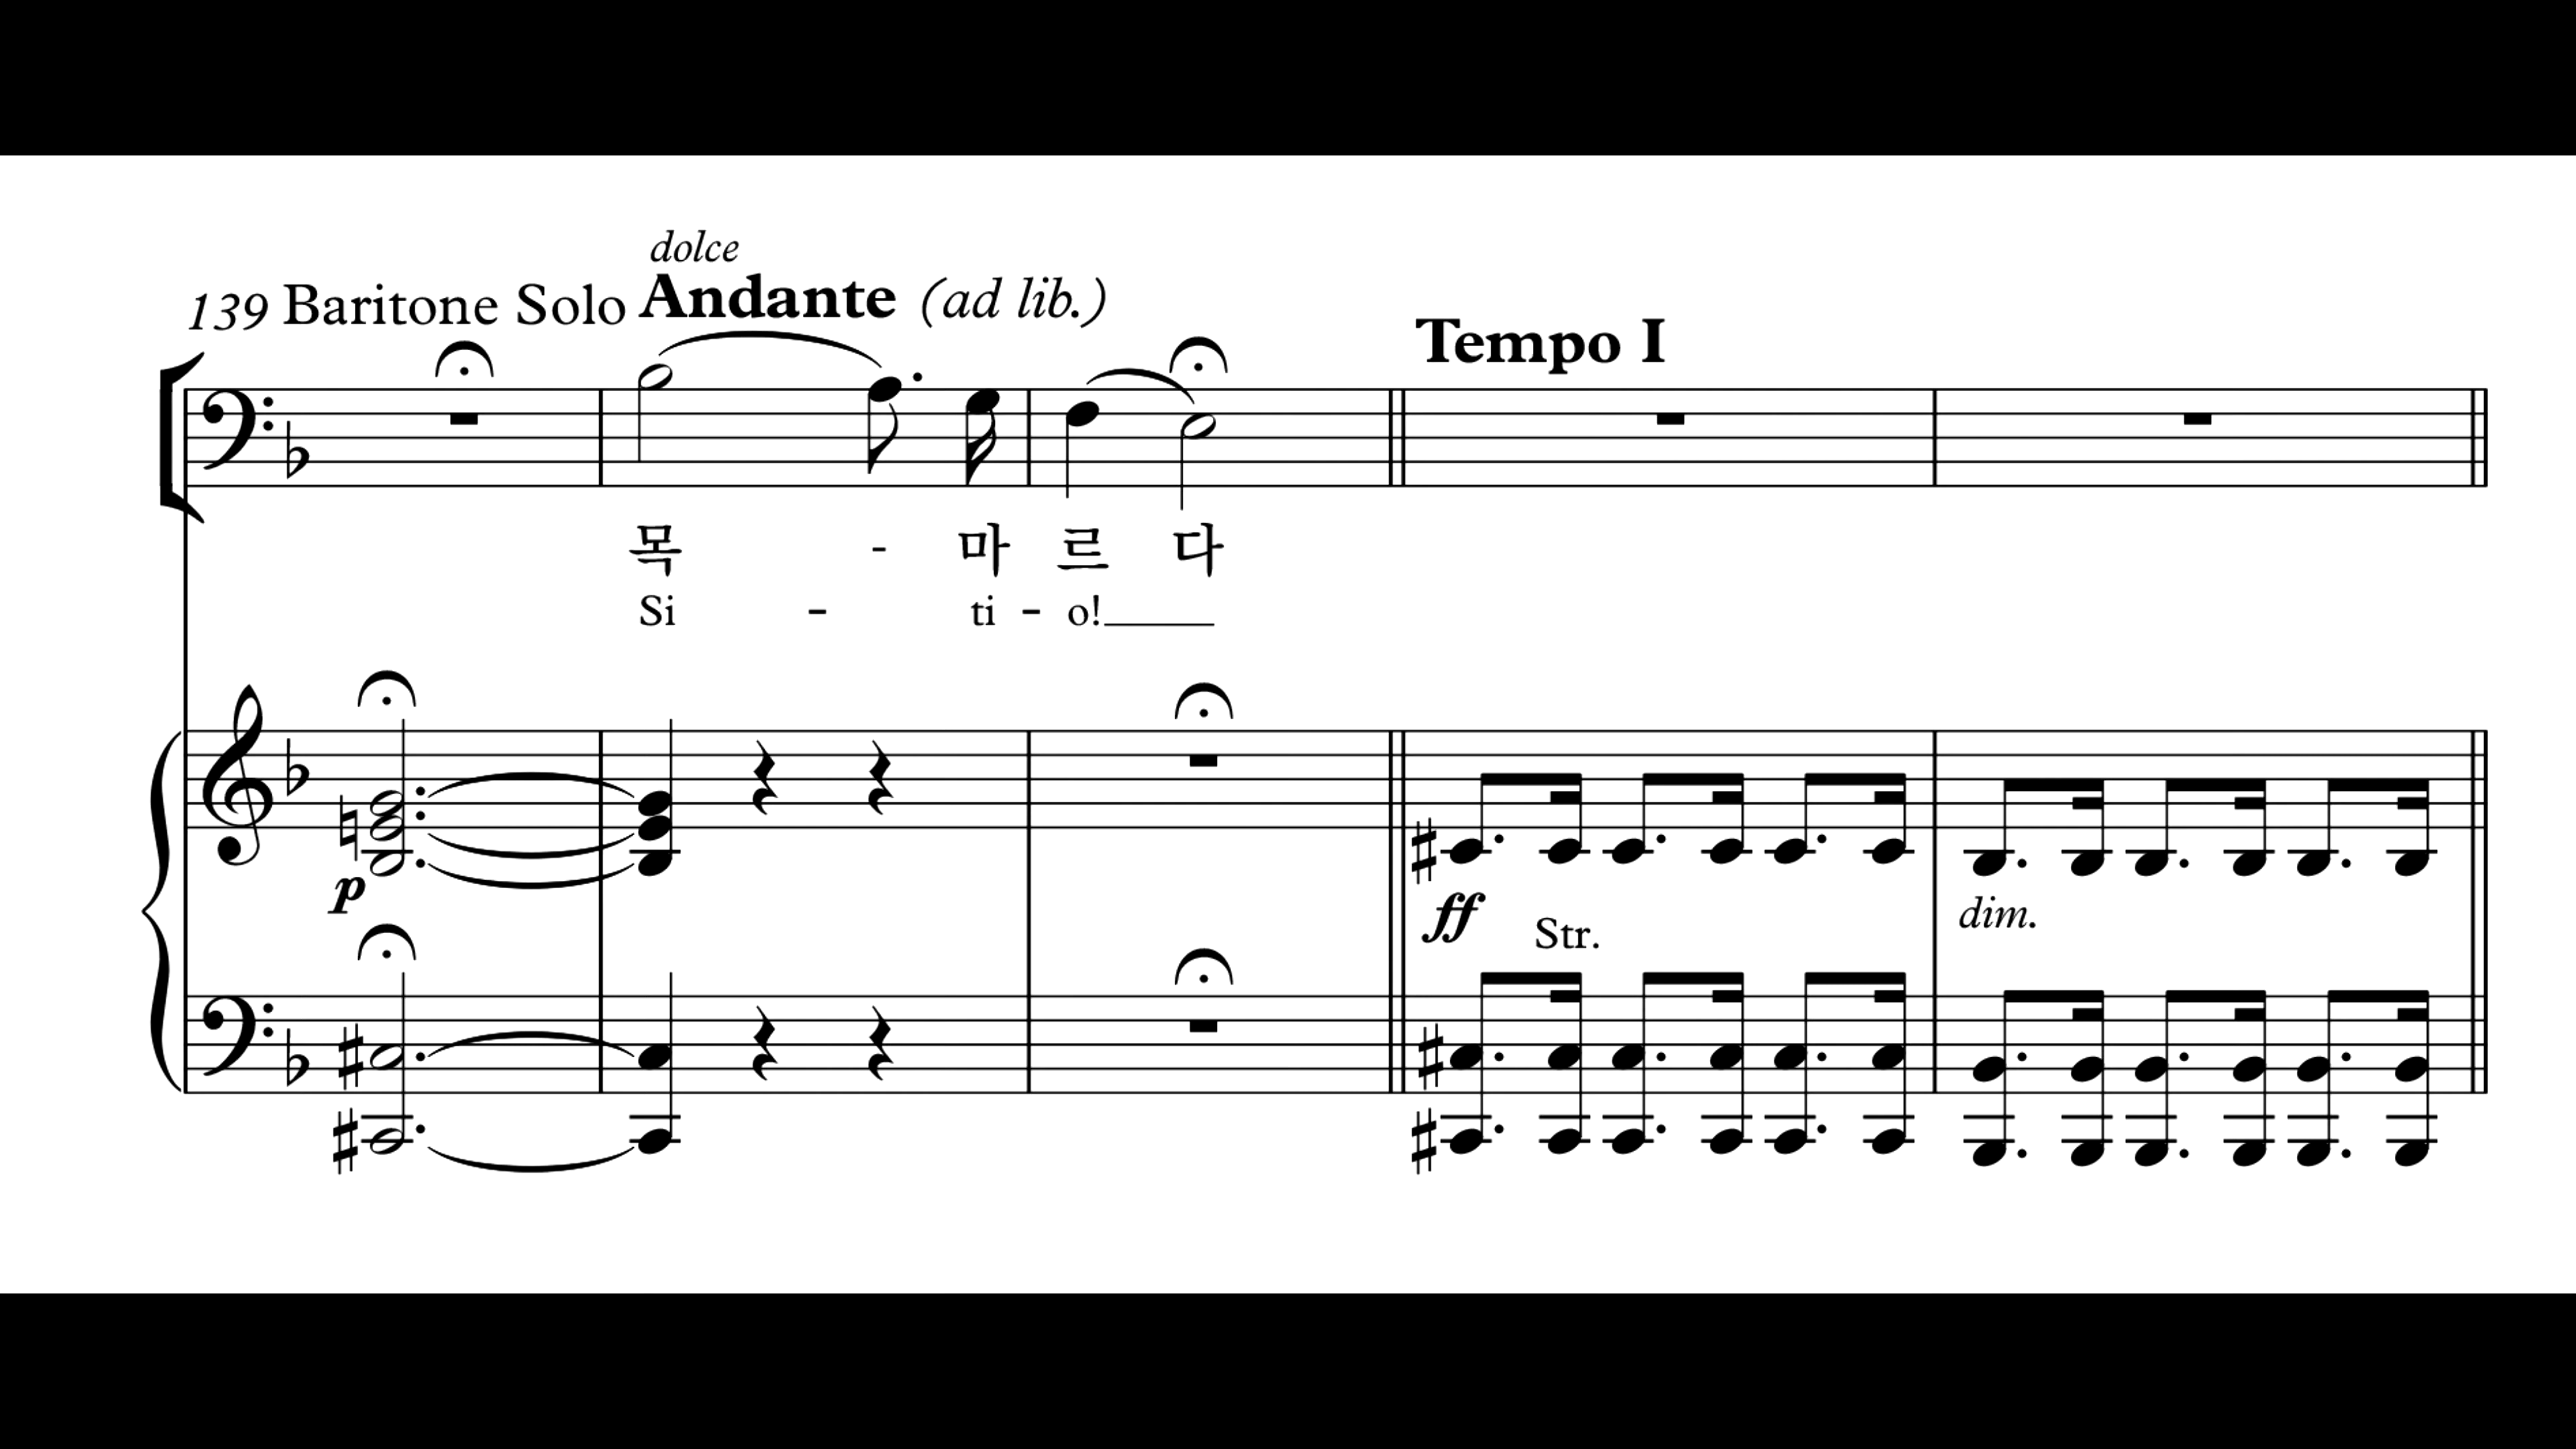 dolce
139 Baritone Solo Andante (ad lib.)
Tempo I
목 - 마 르 다
Si - ti - o!
p
ff Str. dim.